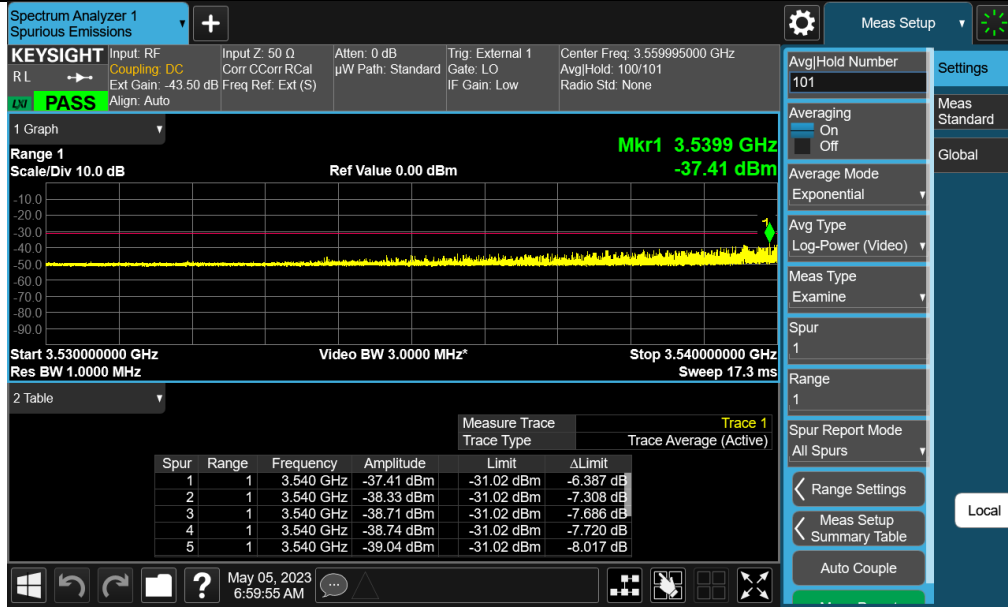 Spectrum Analyzer 1
Spurious Emissions
+
Meas Setup
KEYSIGHT
R L
LXI
PASS
Input: RF
Coupling: DC
Ext Gain: -43.50 dB
Align: Auto
Input Z: 50 Ω
Corr CCorr RCal
Freq Ref: Ext (S)
Atten: 0 dB
µW Path: Standard
Trig: External 1
Gate: LO
IF Gain: Low
Center Freq: 3.559995000 GHz
Avg|Hold: 100/101
Radio Std: None
1 Graph
Range 1
Scale/Div 10.0 dB
Ref Value 0.00 dBm
Mkr1 3.5399 GHz
-37.41 dBm
-10.0
-20.0
-30.0
-40.0
-50.0
-60.0
-70.0
-80.0
-90.0
1
Start 3.530000000 GHz
Res BW 1.0000 MHz
Video BW 3.0000 MHz*
Stop 3.540000000 GHz
Sweep 17.3 ms
2 Table
Measure Trace Trace 1
Trace Type Trace Average (Active)
Spur Range Frequency Amplitude Limit ΔLimit
1 1 3.540 GHz -37.41 dBm -31.02 dBm -6.387 dB
2 1 3.540 GHz -38.33 dBm -31.02 dBm -7.308 dB
3 1 3.540 GHz -38.71 dBm -31.02 dBm -7.686 dB
4 1 3.540 GHz -38.74 dBm -31.02 dBm -7.720 dB
5 1 3.540 GHz -39.04 dBm -31.02 dBm -8.017 dB
?
May 05, 2023
6:59:55 AM
Avg|Hold Number
101
Averaging
On
Off
Average Mode
Exponential
Avg Type
Log-Power (Video)
Meas Type
Examine
Spur
1
Range
1
Spur Report Mode
All Spurs
Range Settings
Meas Setup
Summary Table
Auto Couple
Settings
Meas
Standard
Global
Local